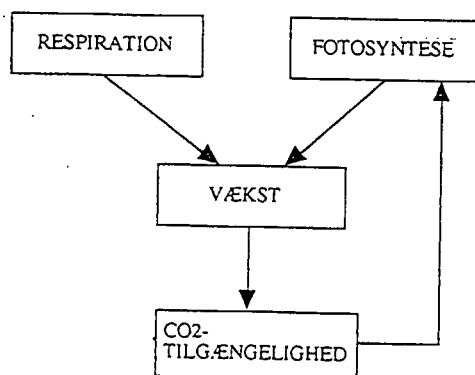 RESPIRATION
FOTOSYNTESE
VÆKST
CO2-
TILGÆNGELIGHED